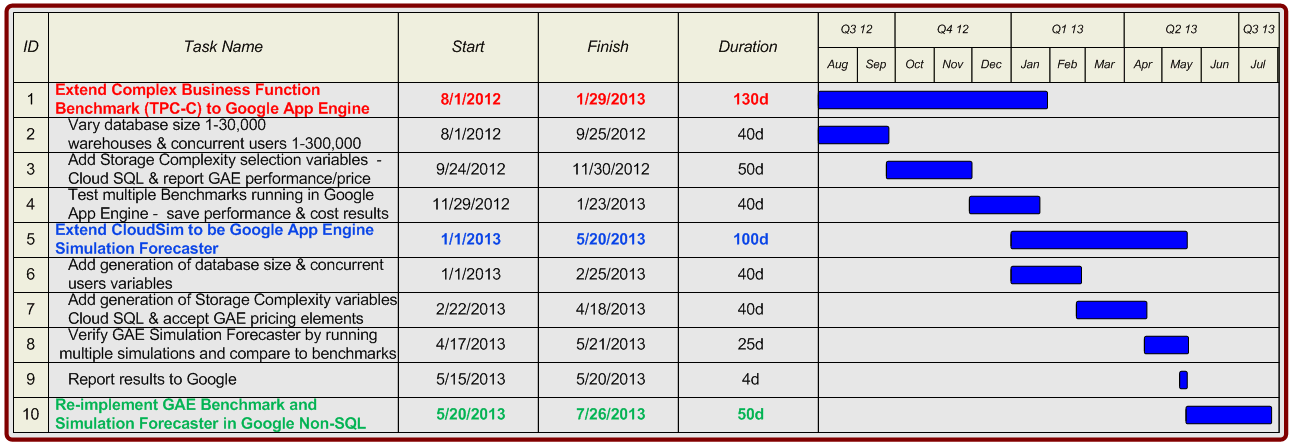 ID Task Name Start Finish Duration Q3 12 Q4 12 Q1 13 Q2 13 Q3 13
Aug Sep Oct Nov Dec Jan Feb Mar Apr May Jun Jul
1 Extend Complex Business Function
Benchmark (TPC-C) to Google App Engine 8/1/2012 1/29/2013 130d
2 Vary database size 1-30,000
warehouses & concurrent users 1-300,000 8/1/2012 9/25/2012 40d
3 Add Storage Complexity selection variables -
Cloud SQL & report GAE performance/price 9/24/2012 11/30/2012 50d
4 Test multiple Benchmarks running in Google
App Engine - save performance & cost results 11/29/2012 1/23/2013 40d
5 Extend CloudSim to be Google App Engine
Simulation Forecaster 1/1/2013 5/20/2013 100d
6 Add generation of database size & concurrent
users variables 1/1/2013 2/25/2013 40d
7 Add generation of Storage Complexity variables
Cloud SQL & accept GAE pricing elements 2/22/2013 4/18/2013 40d
8 Verify GAE Simulation Forecaster by running
multiple simulations and compare to benchmarks 4/17/2013 5/21/2013 25d
9 Report results to Google 5/15/2013 5/20/2013 4d
10 Re-implement GAE Benchmark and
Simulation Forecaster in Google Non-SQL 5/20/2013 7/26/2013 50d